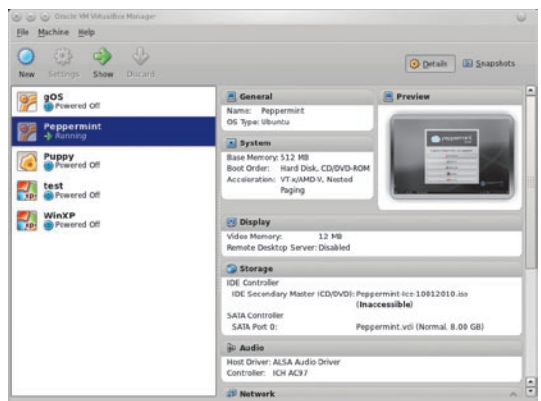 Oracle VM VirtualBox Manager
File Machine Help
New Settings Show Discard
Details Snapshots
gOS
Powered Off
Peppermint
Running
Puppy
Powered Off
test
Powered Off
WinXP
Powered Off
General
Name: Peppermint
OS Type: Ubuntu
System
Base Memory: 512 MB
Boot Order: Hard Disk, CD/DVD-ROM
Acceleration: VT-x/AMD-V, Nested
Paging
Preview
peppermint
Display
Video Memory: 12 MB
Remote Desktop Server: Disabled
Storage
IDE Controller
IDE Secondary Master (CD/DVD): Peppermint-Ice-10012010.iso
(Inaccessible)
SATA Controller
SATA Port 0: Peppermint.vdi (Normal, 8.00 GB)
Audio
Host Driver: ALSA Audio Driver
Controller: ICH AC97
Network